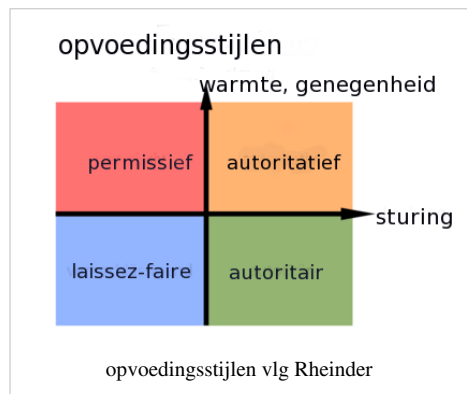 opvoedingsstijlen
warmte, genegenheid
permissief autoritatief
sturing
laissez-faire autoritair
opvoedingsstijlen vlg Rheinder